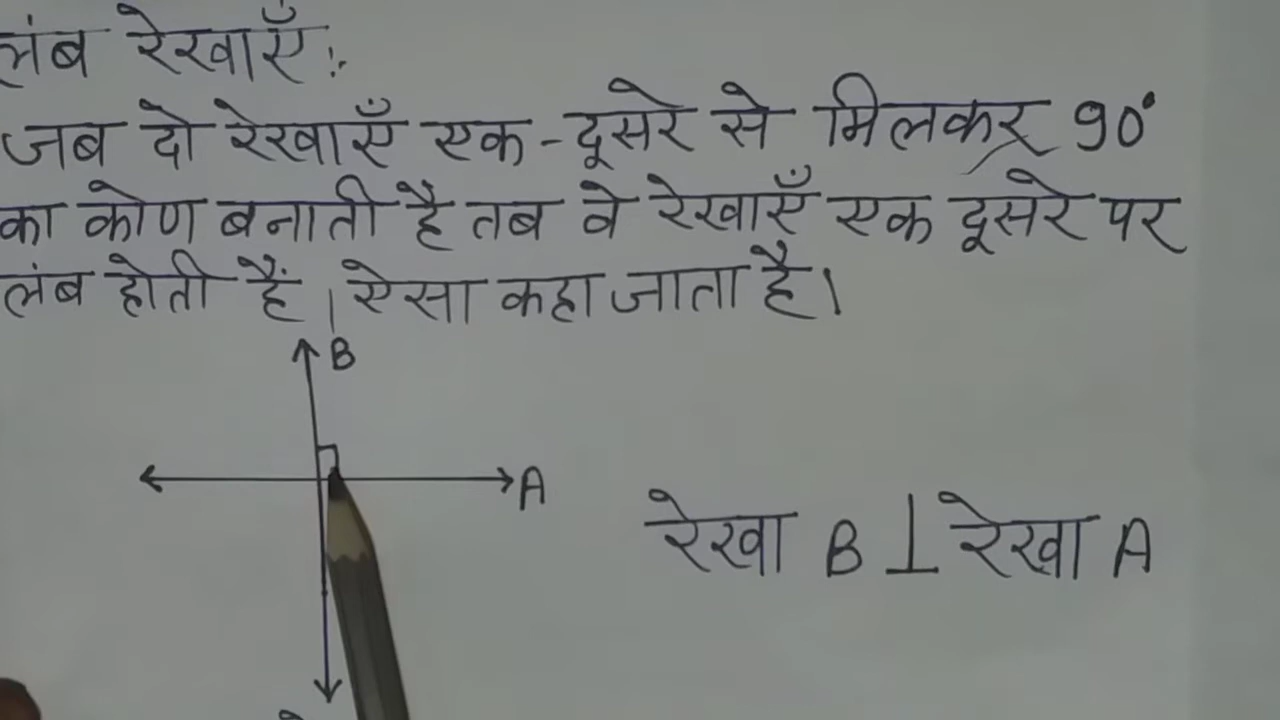 लंब रेखाएँ :-
जब दो रेखाएँ एक-दूसरे से मिलकर 90°
का कोण बनाती है तब वे रेखाएँ एक दूसरे पर
लंब होती हैं । ऐसा कहा जाता है।
B
A
रेखा B ⊥ रेखा A